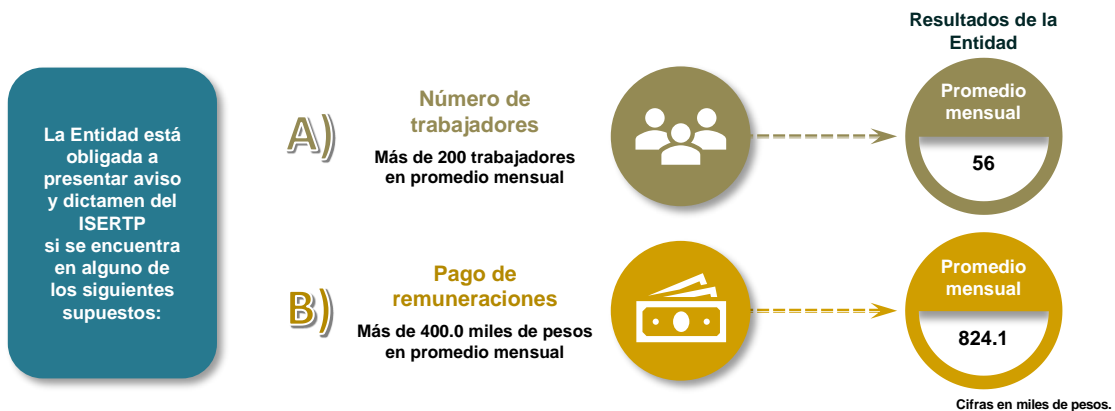 La Entidad está
obligada a
presentar aviso
y dictamen del
ISERTP
si se encuentra
en alguno de
los siguientes
supuestos:
A)
Número de
trabajadores
Más de 200 trabajadores
en promedio mensual
Resultados de la
Entidad
Promedio
mensual
56
B)
Pago de
remuneraciones
Más de 400.0 miles de pesos
en promedio mensual
Promedio
mensual
824.1
Cifras en miles de pesos.